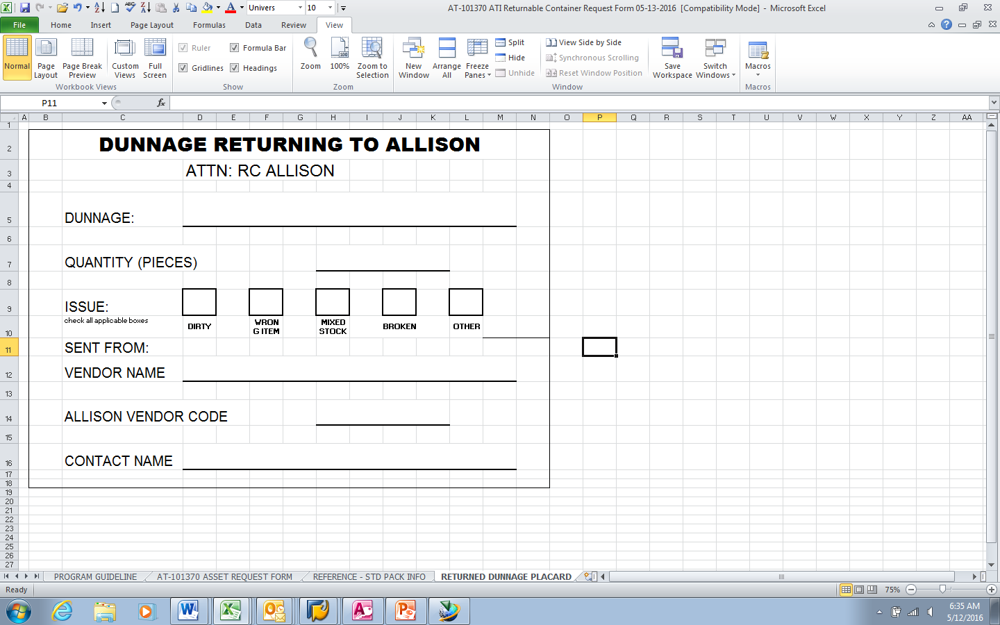 Univers 10 AT-101370 ATI Returnable Container Request Form 05-13-2016 [Compatibility Mode] - Microsoft Excel
File Home Insert Page Layout Formulas Data Review View
Normal Page Layout Page Break Preview Custom Views Full Screen
Workbook Views
Ruler Formula Bar
Gridlines Headings
Show
Zoom 100% Zoom to Selection
Zoom
New Window Arrange All Freeze Panes
Split
Hide
Unhide
View Side by Side
Synchronous Scrolling
Reset Window Position
Window
Save Workspace Switch Windows
Macros
Macros
P11 fx
A B C D E F G H I J K L M N O P Q R S T U V W X Y Z AA
1
2 DUNNAGE RETURNING TO ALLISON
3 ATTN: RC ALLISON
4
5 DUNNAGE:
6
7 QUANTITY (PIECES)
8
9 ISSUE:
check all applicable boxes
10 DIRTY WRON G ITEM MIXED STOCK BROKEN OTHER
11 SENT FROM:
12 VENDOR NAME
13
14 ALLISON VENDOR CODE
15
16 CONTACT NAME
17
18
19
20
21
22
23
24
25
26
27
PROGRAM GUIDELINE AT-101370 ASSET REQUEST FORM REFERENCE - STD PACK INFO RETURNED DUNNAGE PLACARD
Ready 75%
6:35 AM
5/12/2016